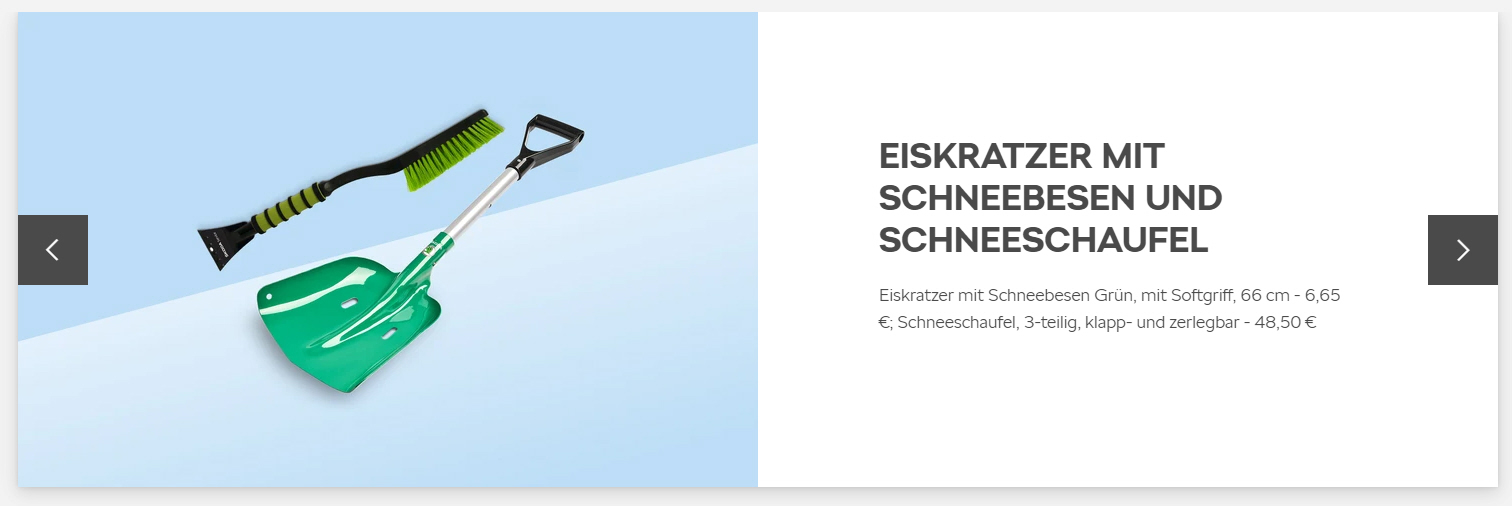 EISKRATZER MIT
SCHNEEBESEN UND
SCHNEESCHAUFEL
Eiskratzer mit Schneebesen Grün, mit Softgriff, 66 cm - 6,65
€; Schneeschaufel, 3-teilig, klapp- und zerlegbar - 48,50 €